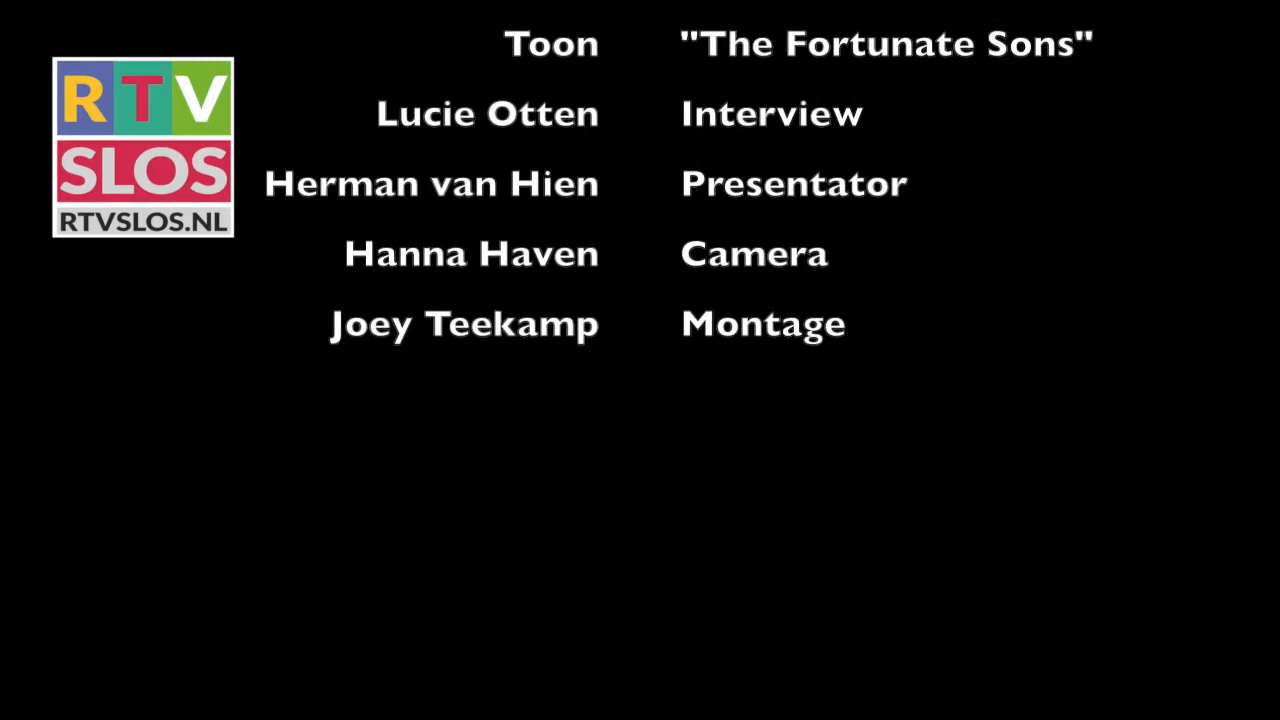 RTV
SLOS
RTVSLOS.NL
Toon "The Fortunate Sons"
Lucie Otten Interview
Herman van Hien Presentator
Hanna Haven Camera
Joey Teekamp Montage